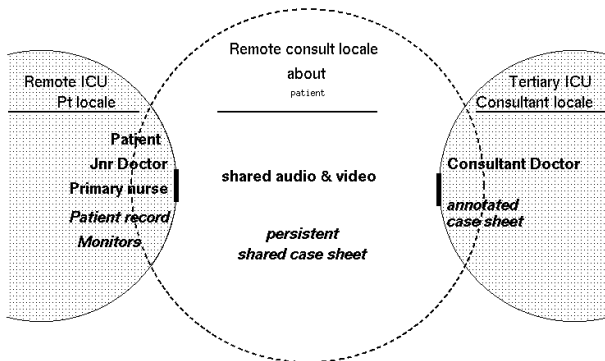 Remote ICU
Pt locale
Patient
Jnr Doctor
Primary nurse
Patient record
Monitors
Remote consult locale
about
patient
shared audio & video
persistent
shared case sheet
Tertiary ICU
Consultant locale
Consultant Doctor
annotated
case sheet